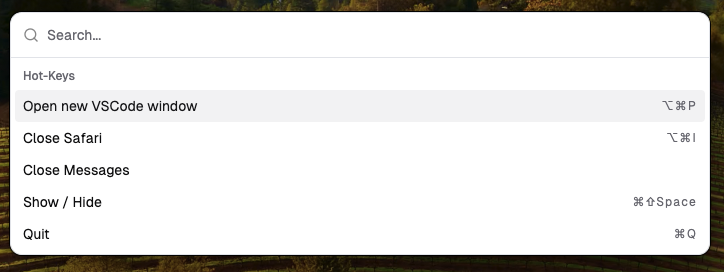 Search...
Hot-Keys
Open new VSCode window ⌥⌘P
Close Safari ⌥⌘I
Close Messages
Show / Hide ⌘⇧Space
Quit ⌘Q